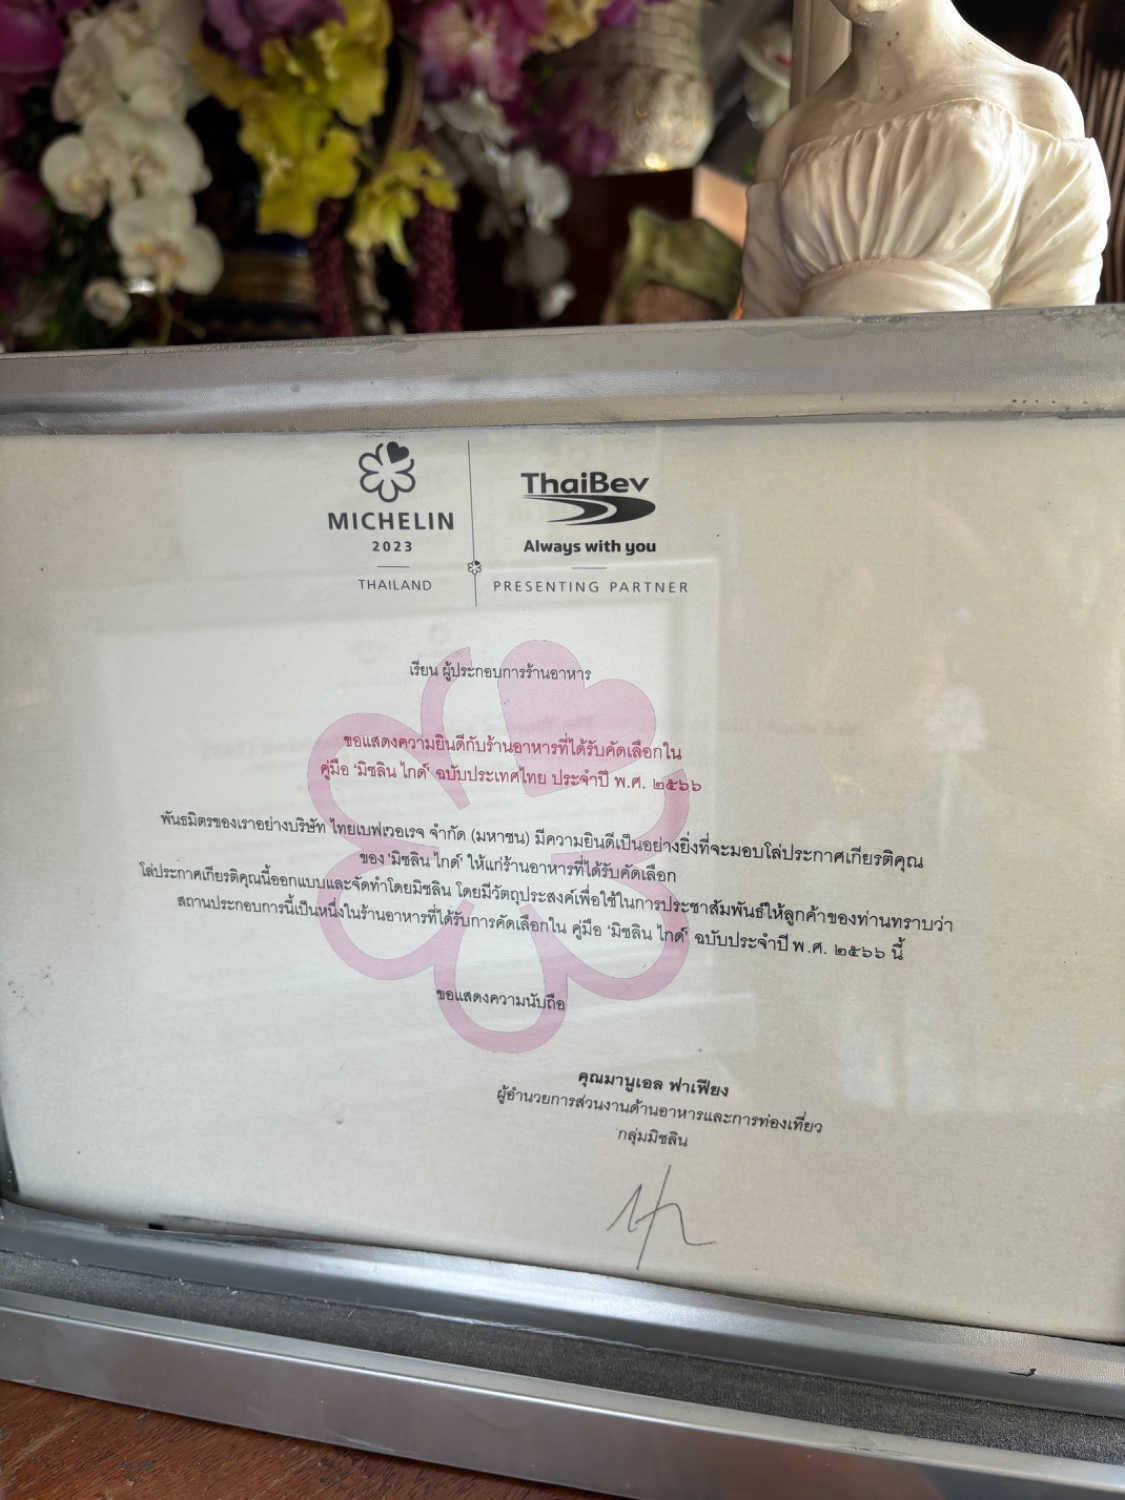 MICHELIN
2023
THAILAND
ThaiBev
Always with you
PRESENTING PARTNER
เรียน ผู้ประกอบการร้านอาหาร
ขอแสดงความยินดีกับร้านอาหารที่ได้รับคัดเลือกใน
คู่มือ 'มิชลิน ไกด์' ฉบับประเทศไทย ประจำปี พ.ศ. ๒๕๖๖
พันธมิตรของเราอย่างบริษัท ไทยเบฟเวอเรจ จำกัด (มหาชน) มีความยินดีเป็นอย่างยิ่งที่จะมอบโล่ประกาศเกียรติคุณ
ของ 'มิชลิน ไกด์' ให้แก่ร้านอาหารที่ได้รับคัดเลือก
โล่ประกาศเกียรติคุณนี้ออกแบบและจัดทำโดยมิชลิน โดยมีวัตถุประสงค์เพื่อใช้ในการประชาสัมพันธ์ให้ลูกค้าของท่านทราบว่า
สถานประกอบการนี้เป็นหนึ่งในร้านอาหารที่ได้รับการคัดเลือกใน คู่มือ 'มิชลิน ไกด์' ฉบับประจำปี พ.ศ. ๒๕๖๖ นี้
ขอแสดงความนับถือ
คุณมานูเอล ฟาเฟียง
ผู้อำนวยการส่วนงานด้านอาหารและการท่องเที่ยว
กลุ่มมิชลิน